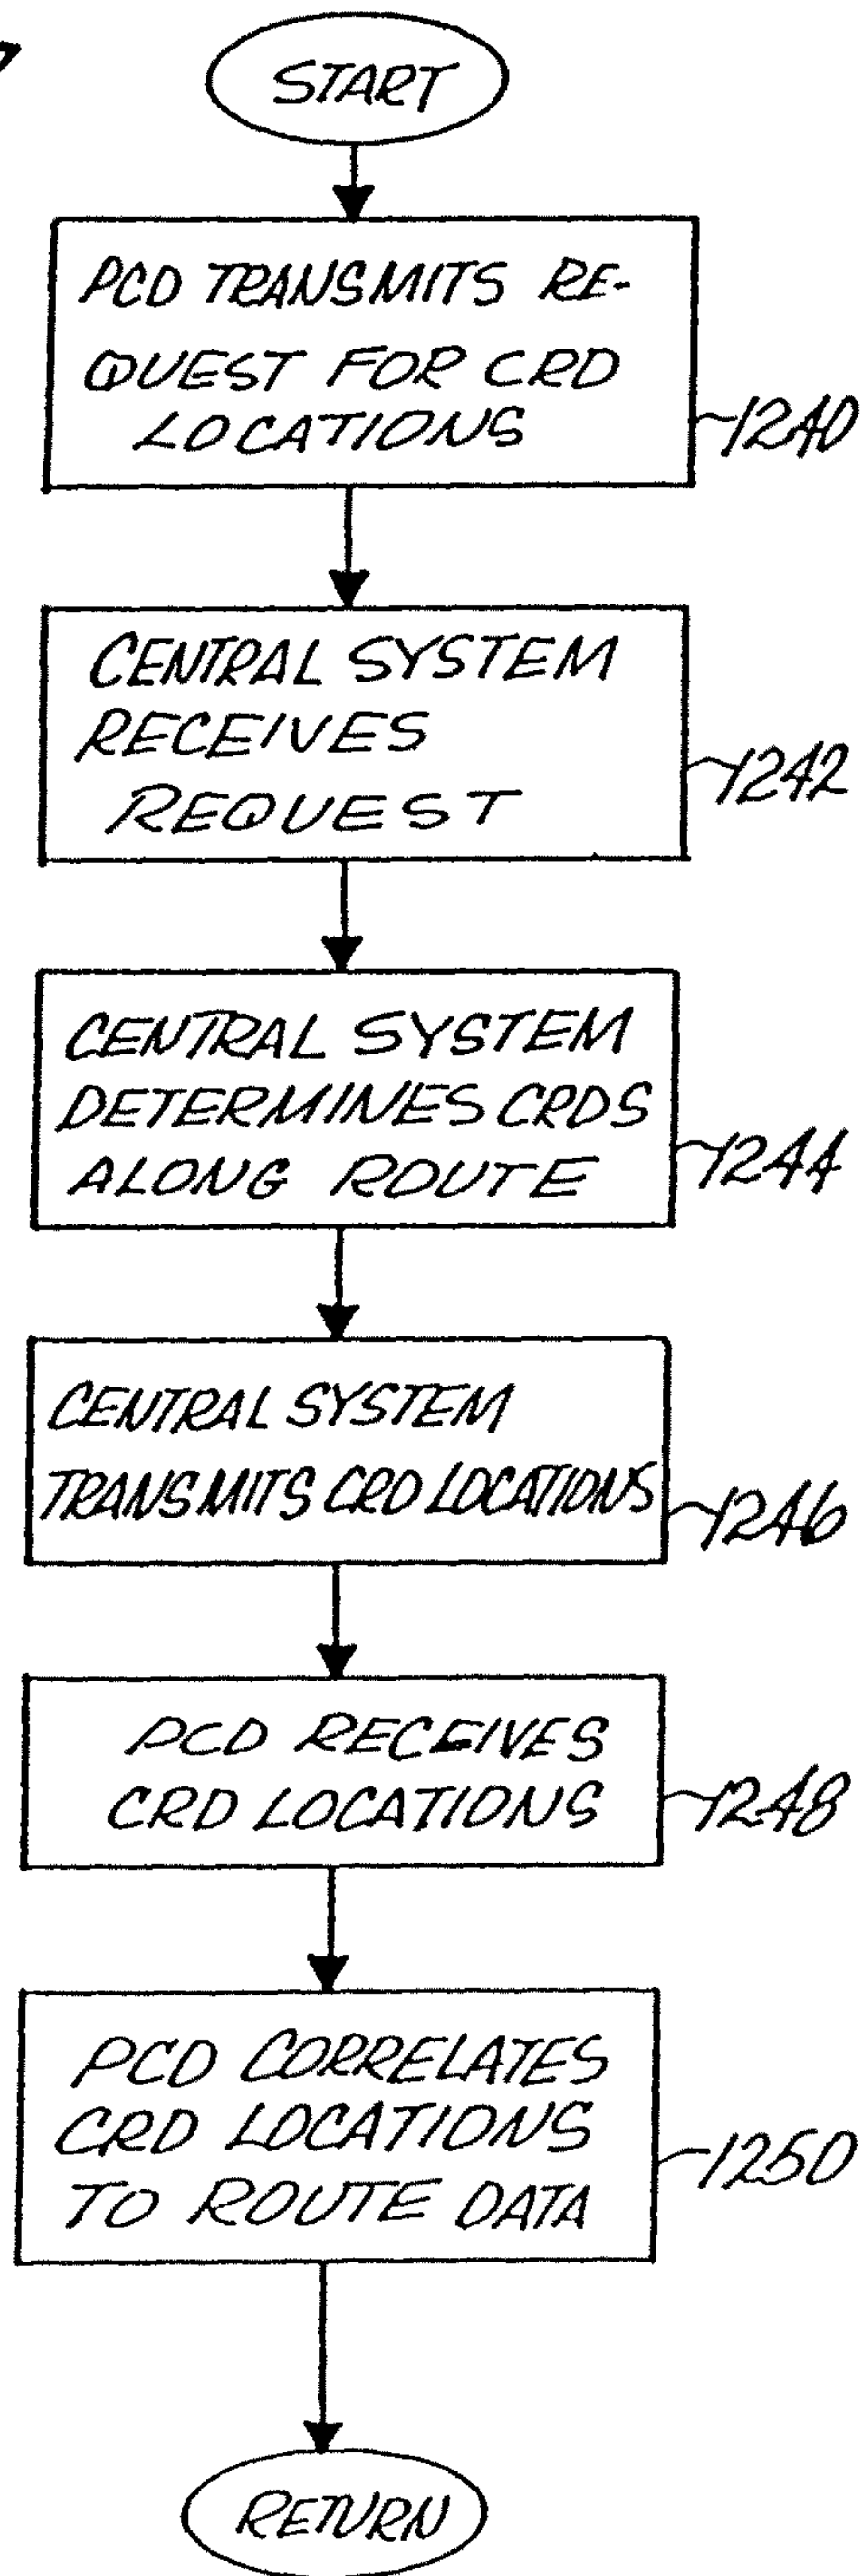 START
PCD TRANSMITS RE-
QUEST FOR CRD
LOCATIONS
1240
CENTRAL SYSTEM
RECEIVES
REQUEST
1242
CENTRAL SYSTEM
DETERMINES CRDS
ALONG ROUTE
1244
CENTRAL SYSTEM
TRANSMITS CRD LOCATIONS
1246
PCD RECEIVES
CRD LOCATIONS
1248
PCD CORRELATES
CRD LOCATIONS
TO ROUTE DATA
1250
RETURN